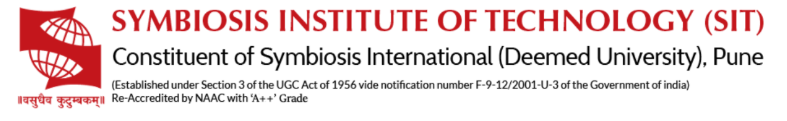 SYMBIOSIS INSTITUTE OF TECHNOLOGY (SIT)
Constituent of Symbiosis International (Deemed University), Pune
(Established under Section 3 of the UGC Act of 1956 vide notification number F-9-12/2001-U-3 of the Government of india)
Re-Accredited by NAAC with ‘A++’ Grade
॥वसुधैव कुटुम्बकम्॥